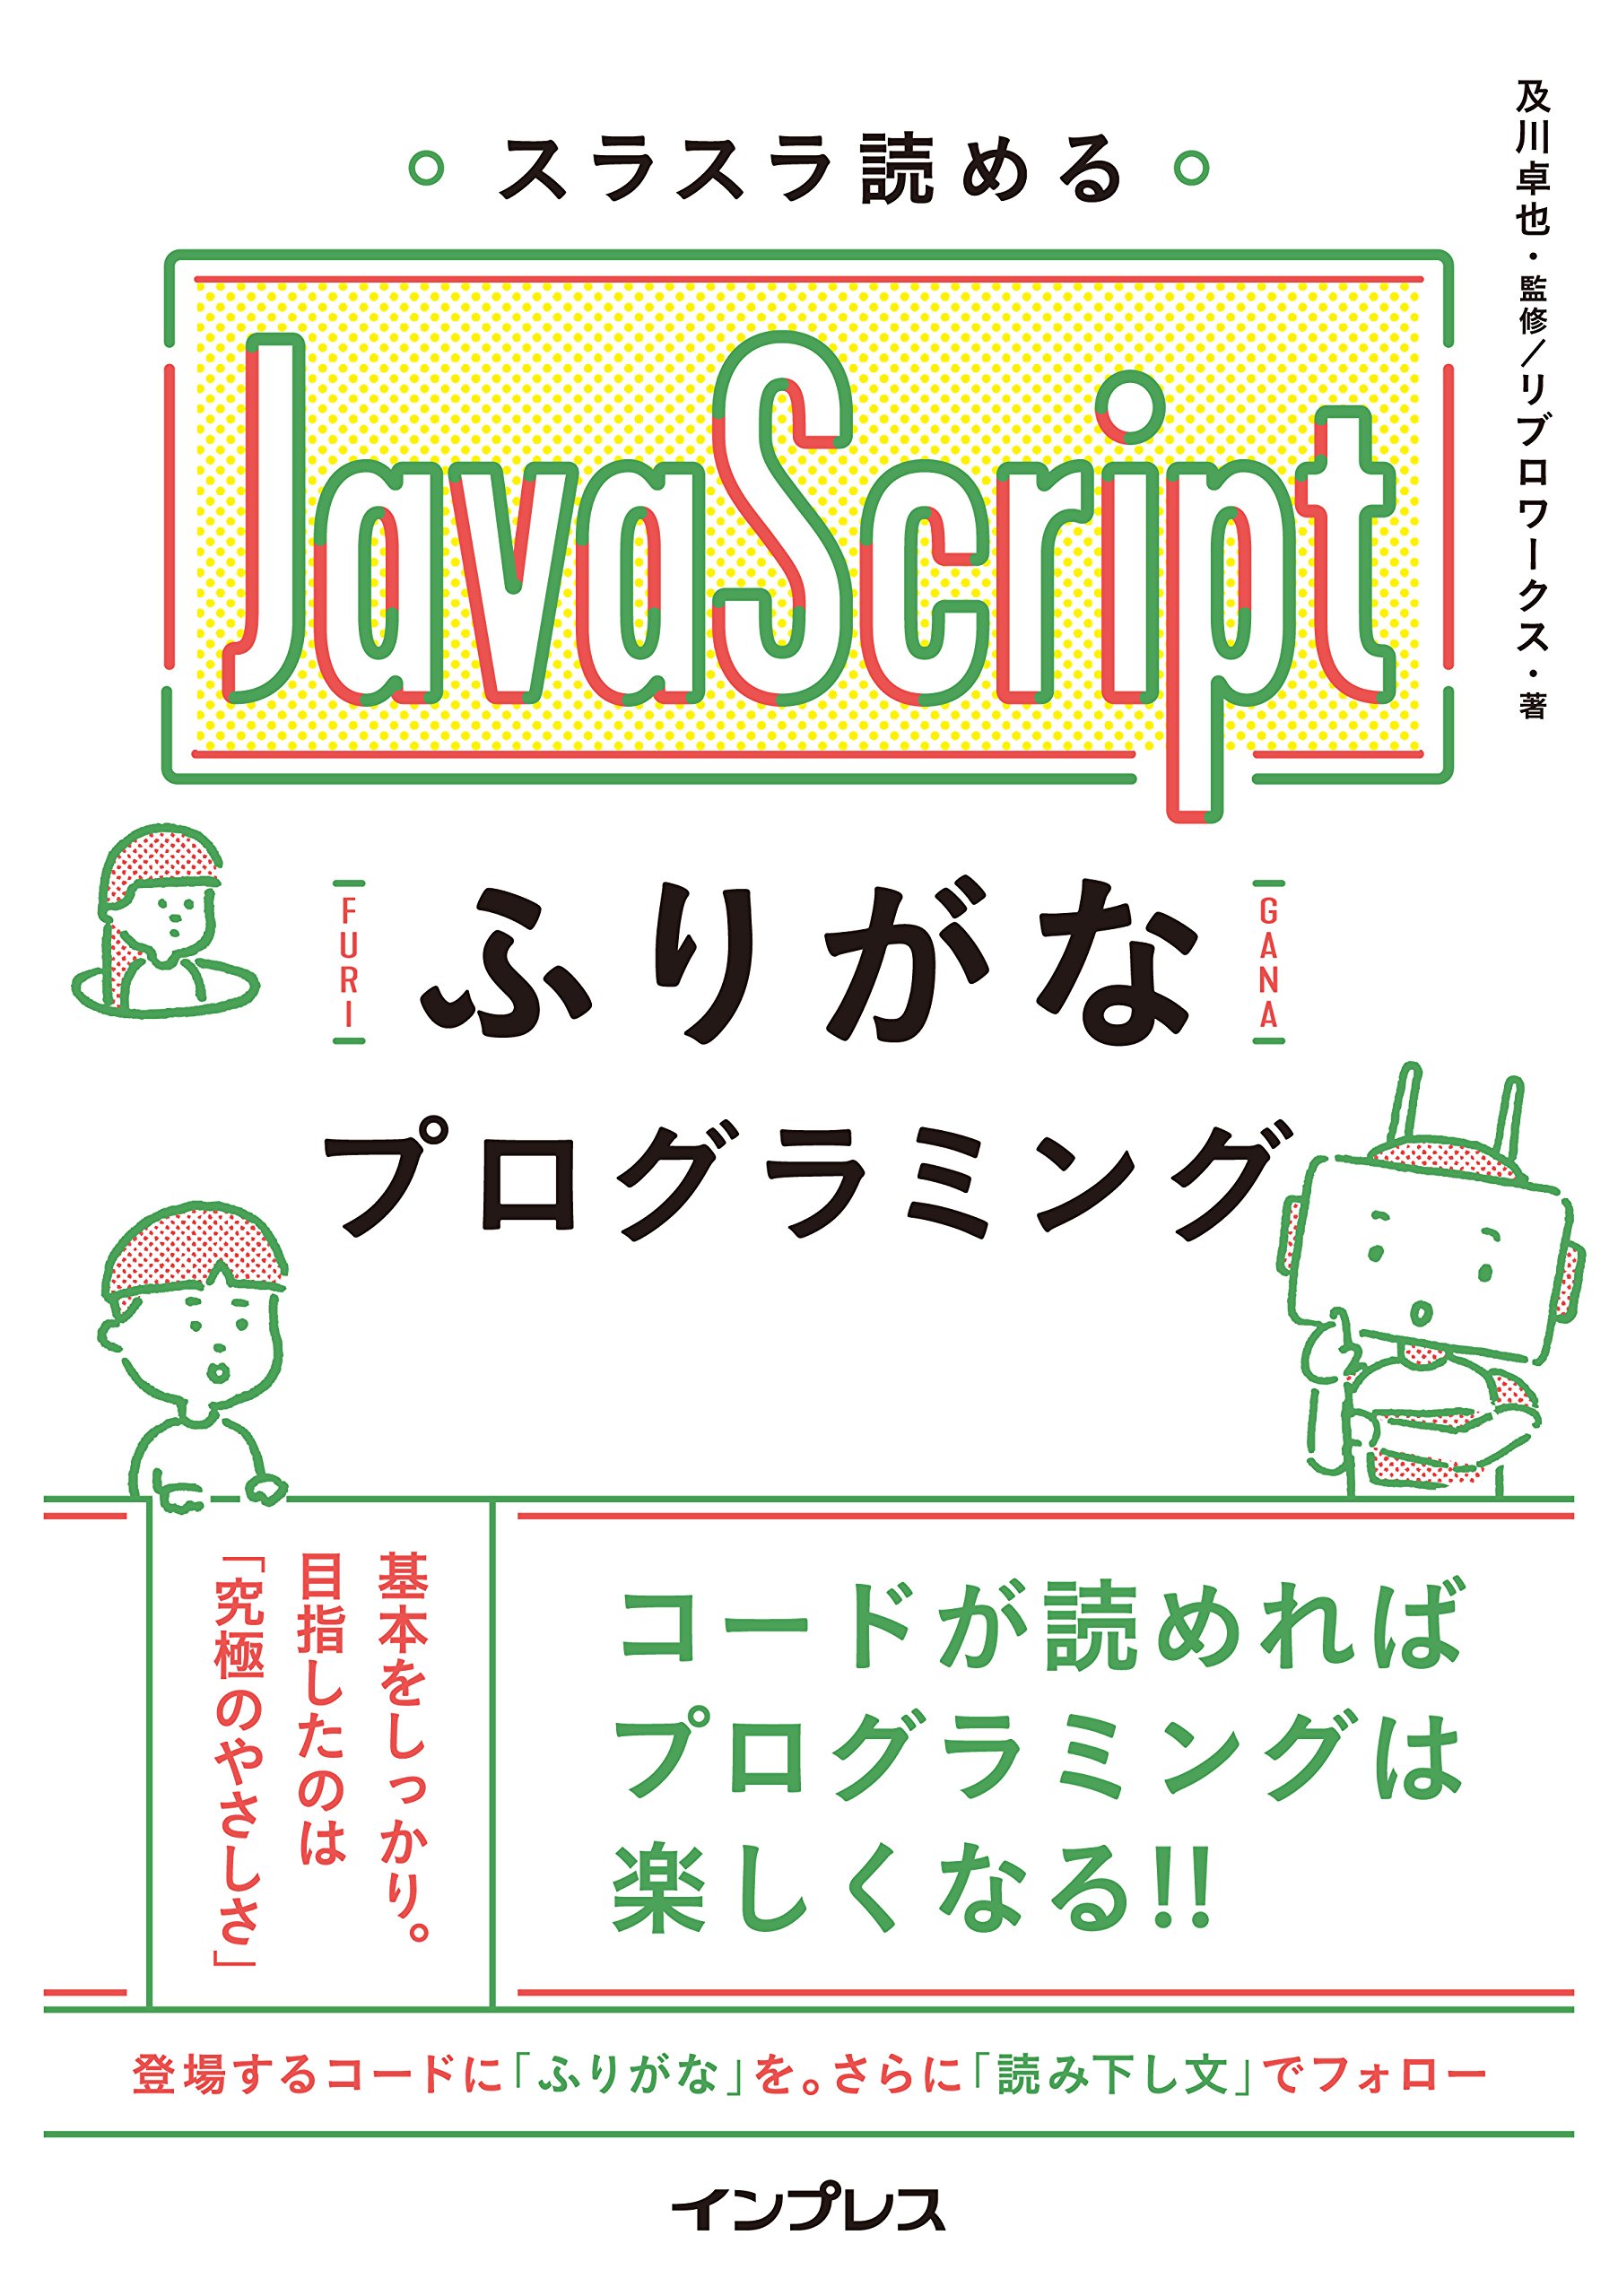 スラスラ読める
及川卓也・監修／リブロワークス・著
JavaScript
FURI
ふりがな
GANA
プログラミング
コードが読めれば
プログラミングは
楽しくなる!!
基本をしっかり。
目指したのは
「究極のやさしさ」
登場するコードに「ふりがな」を。さらに「読み下し文」でフォロー
インプレス